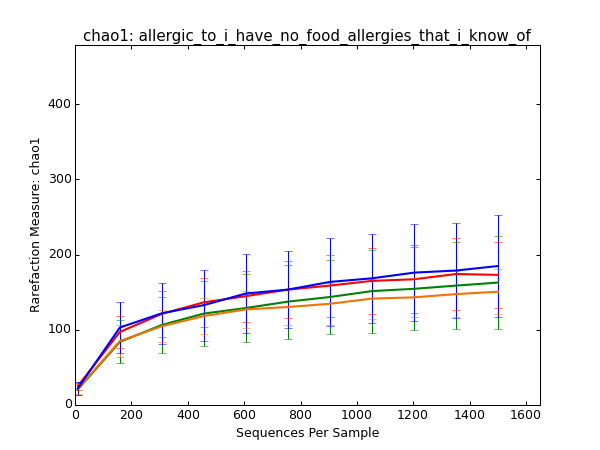 chao1: allergic_to_i_have_no_food_allergies_that_i_know_of
Rarefaction Measure: chao1
400
300
200
100
0
0 200 400 600 800 1000 1200 1400 1600
Sequences Per Sample